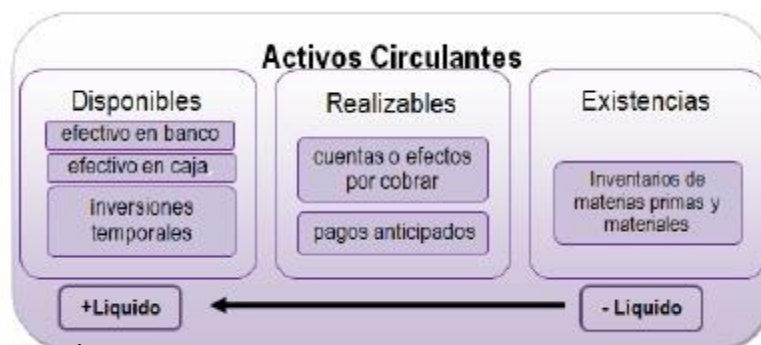 Activos Circulantes
Disponibles
efectivo en banco
efectivo en caja
inversiones
temporales
Realizables
cuentas o efectos
por cobrar
pagos anticipados
Existencias
Inventarios de
materias primas y
materiales
+Liquido
- Liquido